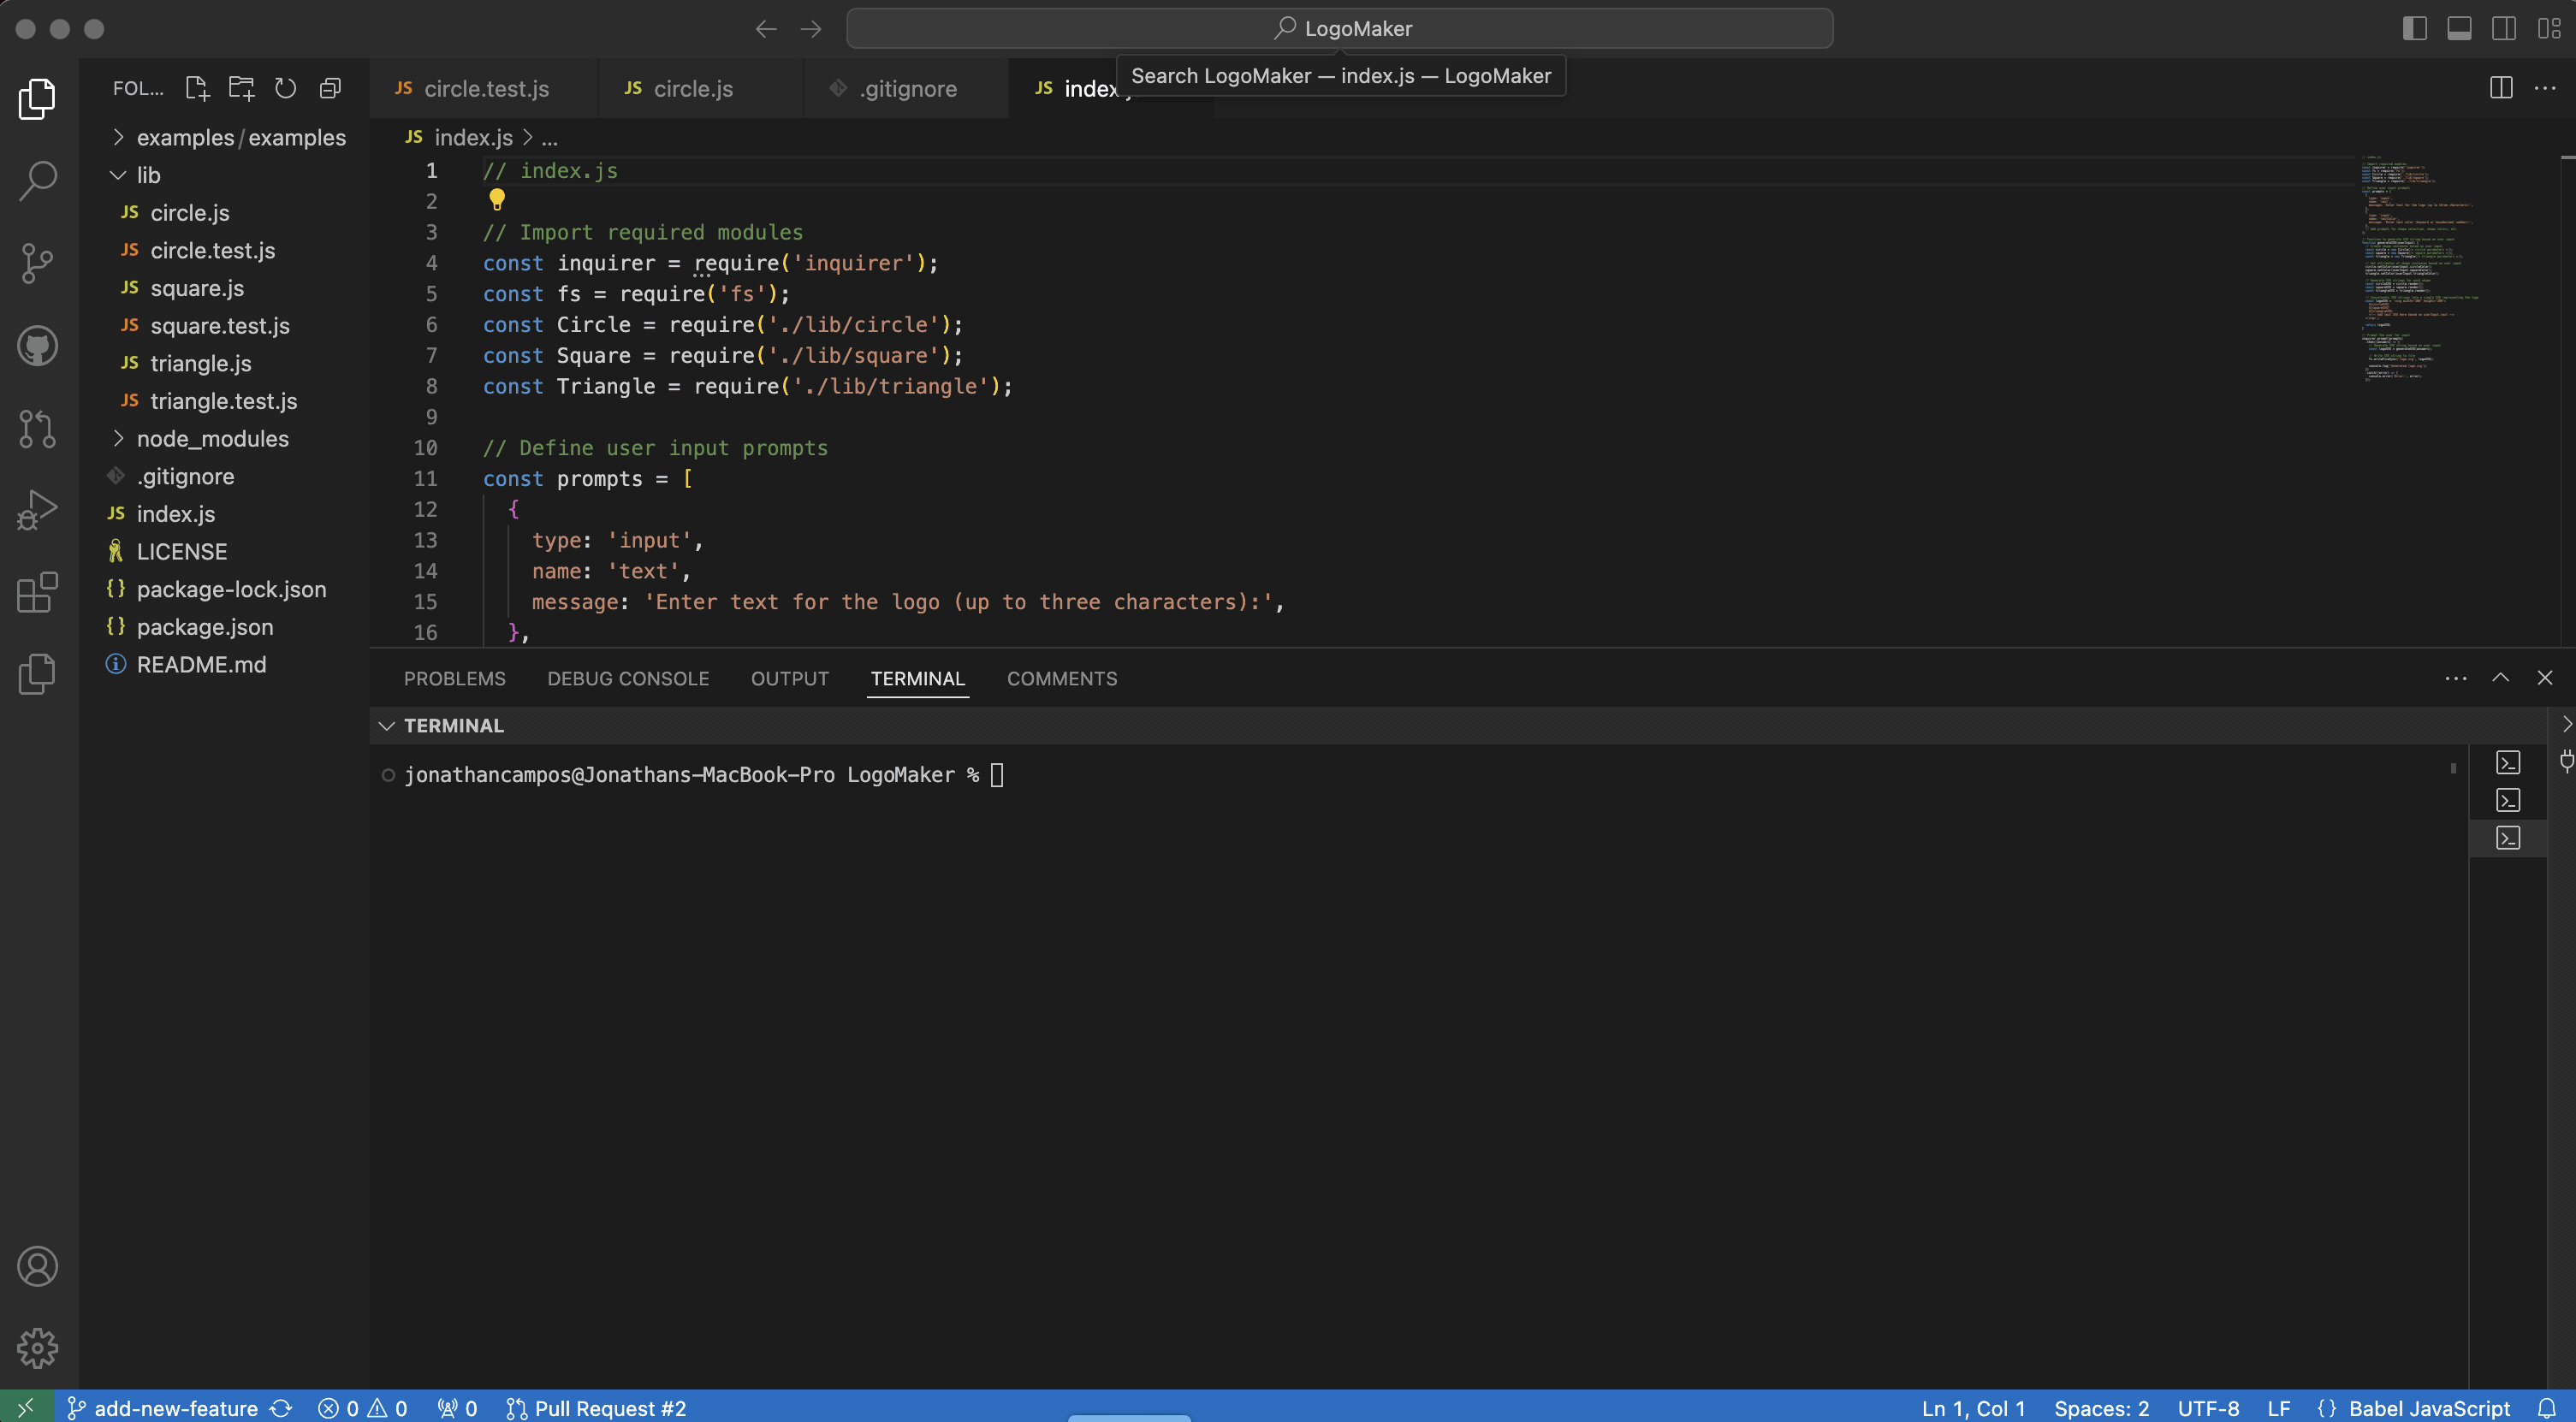 LogoMaker
Search LogoMaker — index.js — LogoMaker
FOL...
JS circle.test.js
JS circle.js
.gitignore
JS
examples/examples
lib
JS circle.js
JS circle.test.js
JS square.js
JS square.test.js
JS triangle.js
JS triangle.test.js
node_modules
.gitignore
JS index.js
LICENSE
{} package-lock.json
{} package.json
README.md
JS index.js > ...
1 // index.js
2
3 // Import required modules
4 const inquirer = require('inquirer');
5 const fs = require('fs');
6 const Circle = require('./lib/circle');
7 const Square = require('./lib/square');
8 const Triangle = require('./lib/triangle');
9
10 // Define user input prompts
11 const prompts = [
12 {
13 type: 'input',
14 name: 'text',
15 message: 'Enter text for the logo (up to three characters):',
16 },
PROBLEMS DEBUG CONSOLE OUTPUT TERMINAL COMMENTS
TERMINAL
jonathancampos@Jonathans-MacBook-Pro LogoMaker %
add-new-feature 0 0 0 Pull Request #2
Ln 1, Col 1 Spaces: 2 UTF-8 LF {} Babel JavaScript